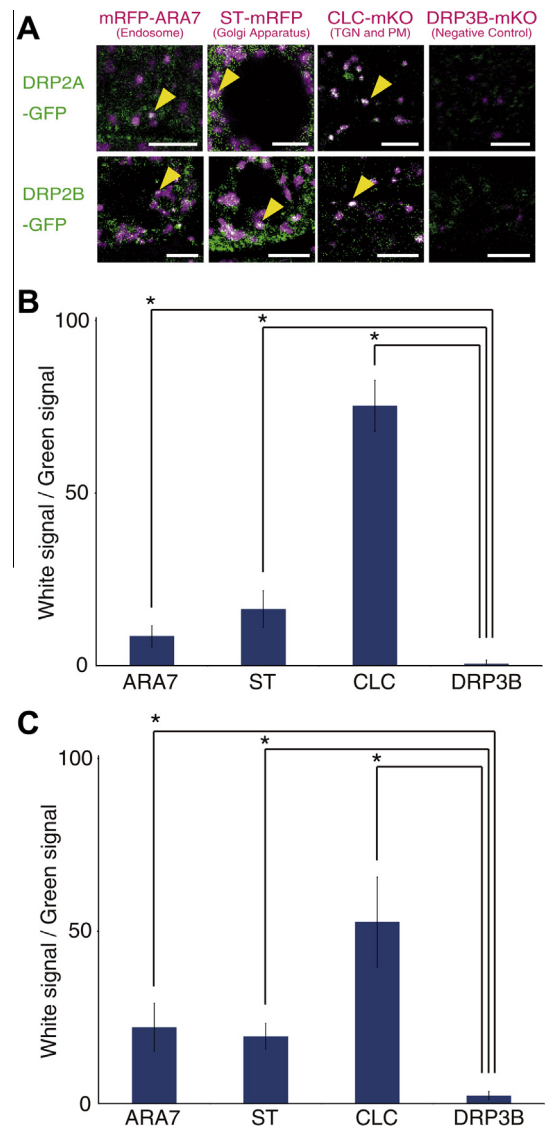 A
mRFP-ARA7 ST-mRFP CLC-mKO DRP3B-mKO
(Endosome) (Golgi Apparatus) (TGN and PM) (Negative Control)
DRP2A
-GFP
DRP2B
-GFP
B
*
*
*
100
50
0
White signal / Green signal
ARA7 ST CLC DRP3B
C
*
*
*
100
50
0
White signal / Green signal
ARA7 ST CLC DRP3B